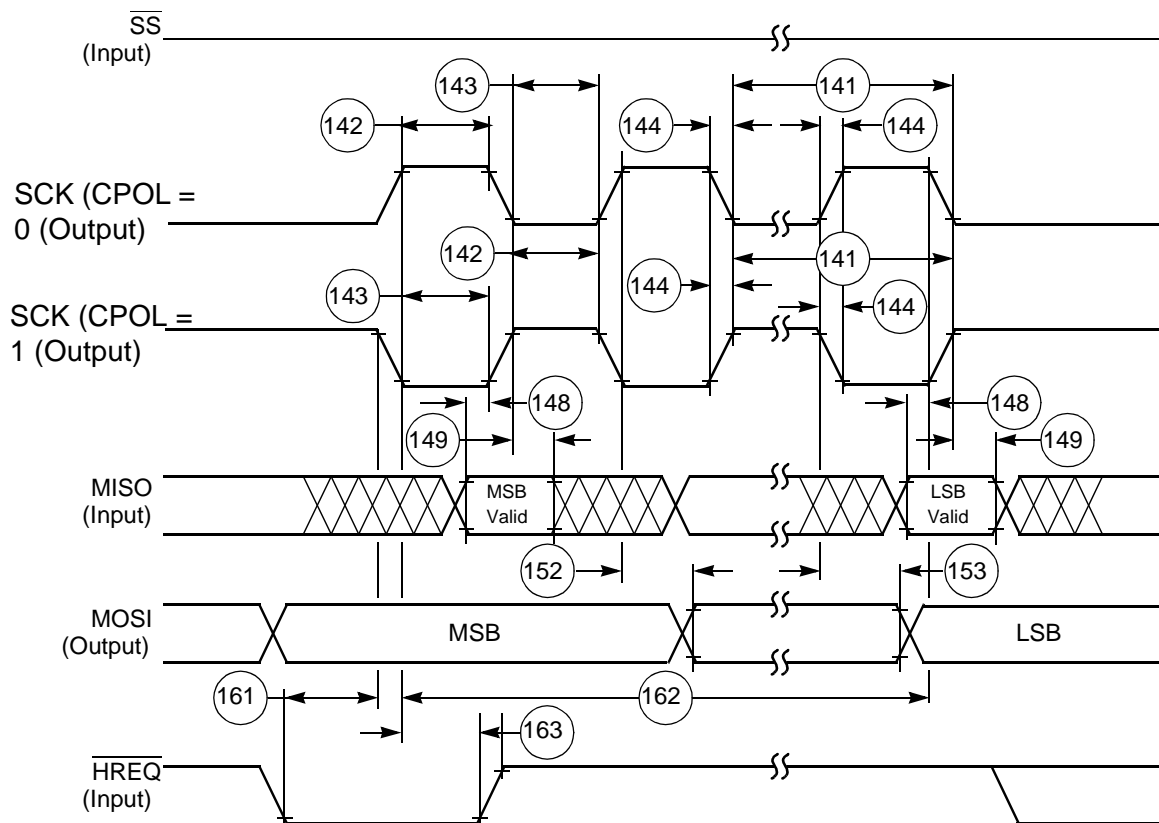 SS
(Input)
143
141
142
144
144
SCK (CPOL =
0 (Output)
142
141
143
144
144
SCK (CPOL =
1 (Output)
148
148
149
149
MISO
(Input)
MSB
Valid
LSB
Valid
152
153
MOSI
(Output)
MSB
LSB
161
162
163
HREQ
(Input)